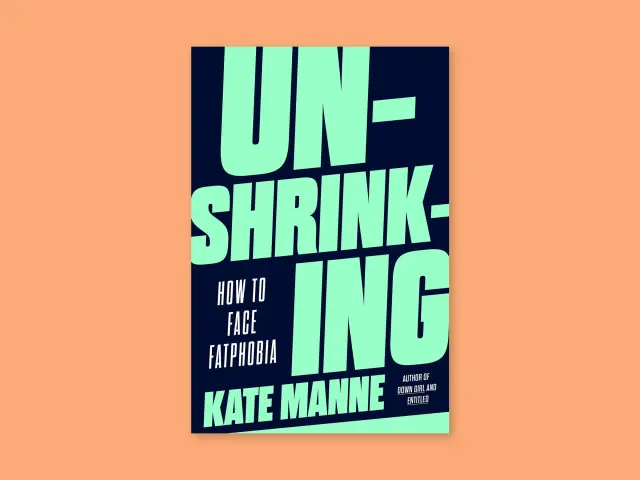 UN-
SHRINK-
ING
HOW TO
FACE
FATPHOBIA
KATE MANNE
AUTHOR OF
DOWN GIRL AND
ENTITLED